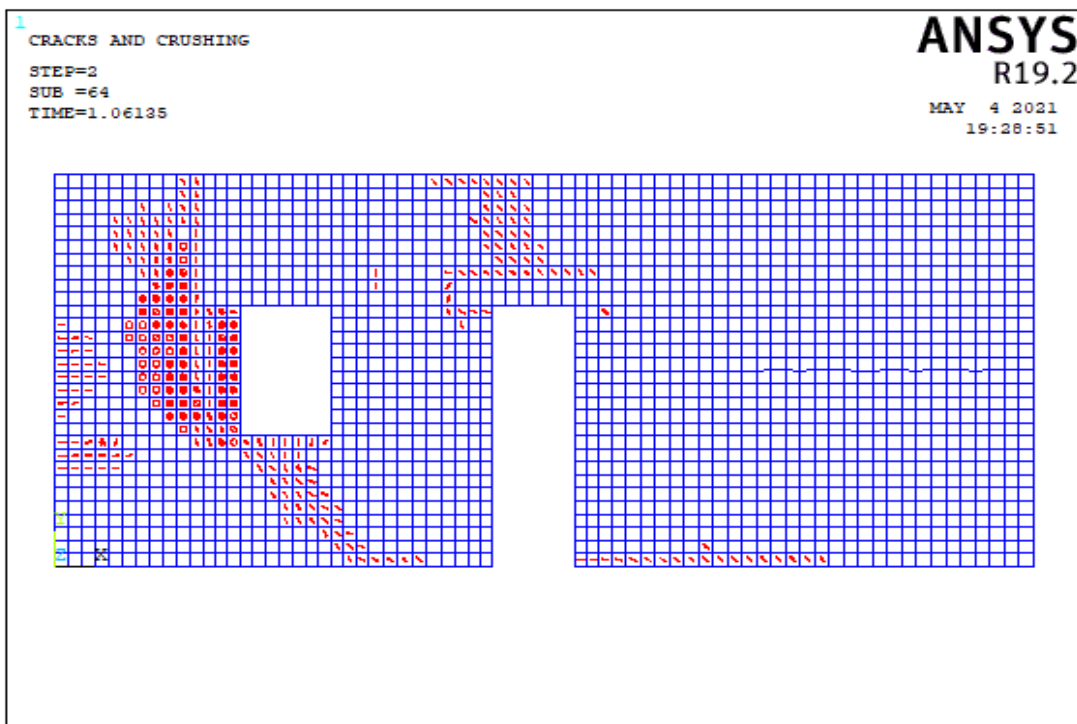 1
CRACKS AND CRUSHING
STEP=2
SUB =64
TIME=1.06135
ANSYS
R19.2
MAY 4 2021
19:28:51
Y
Z X